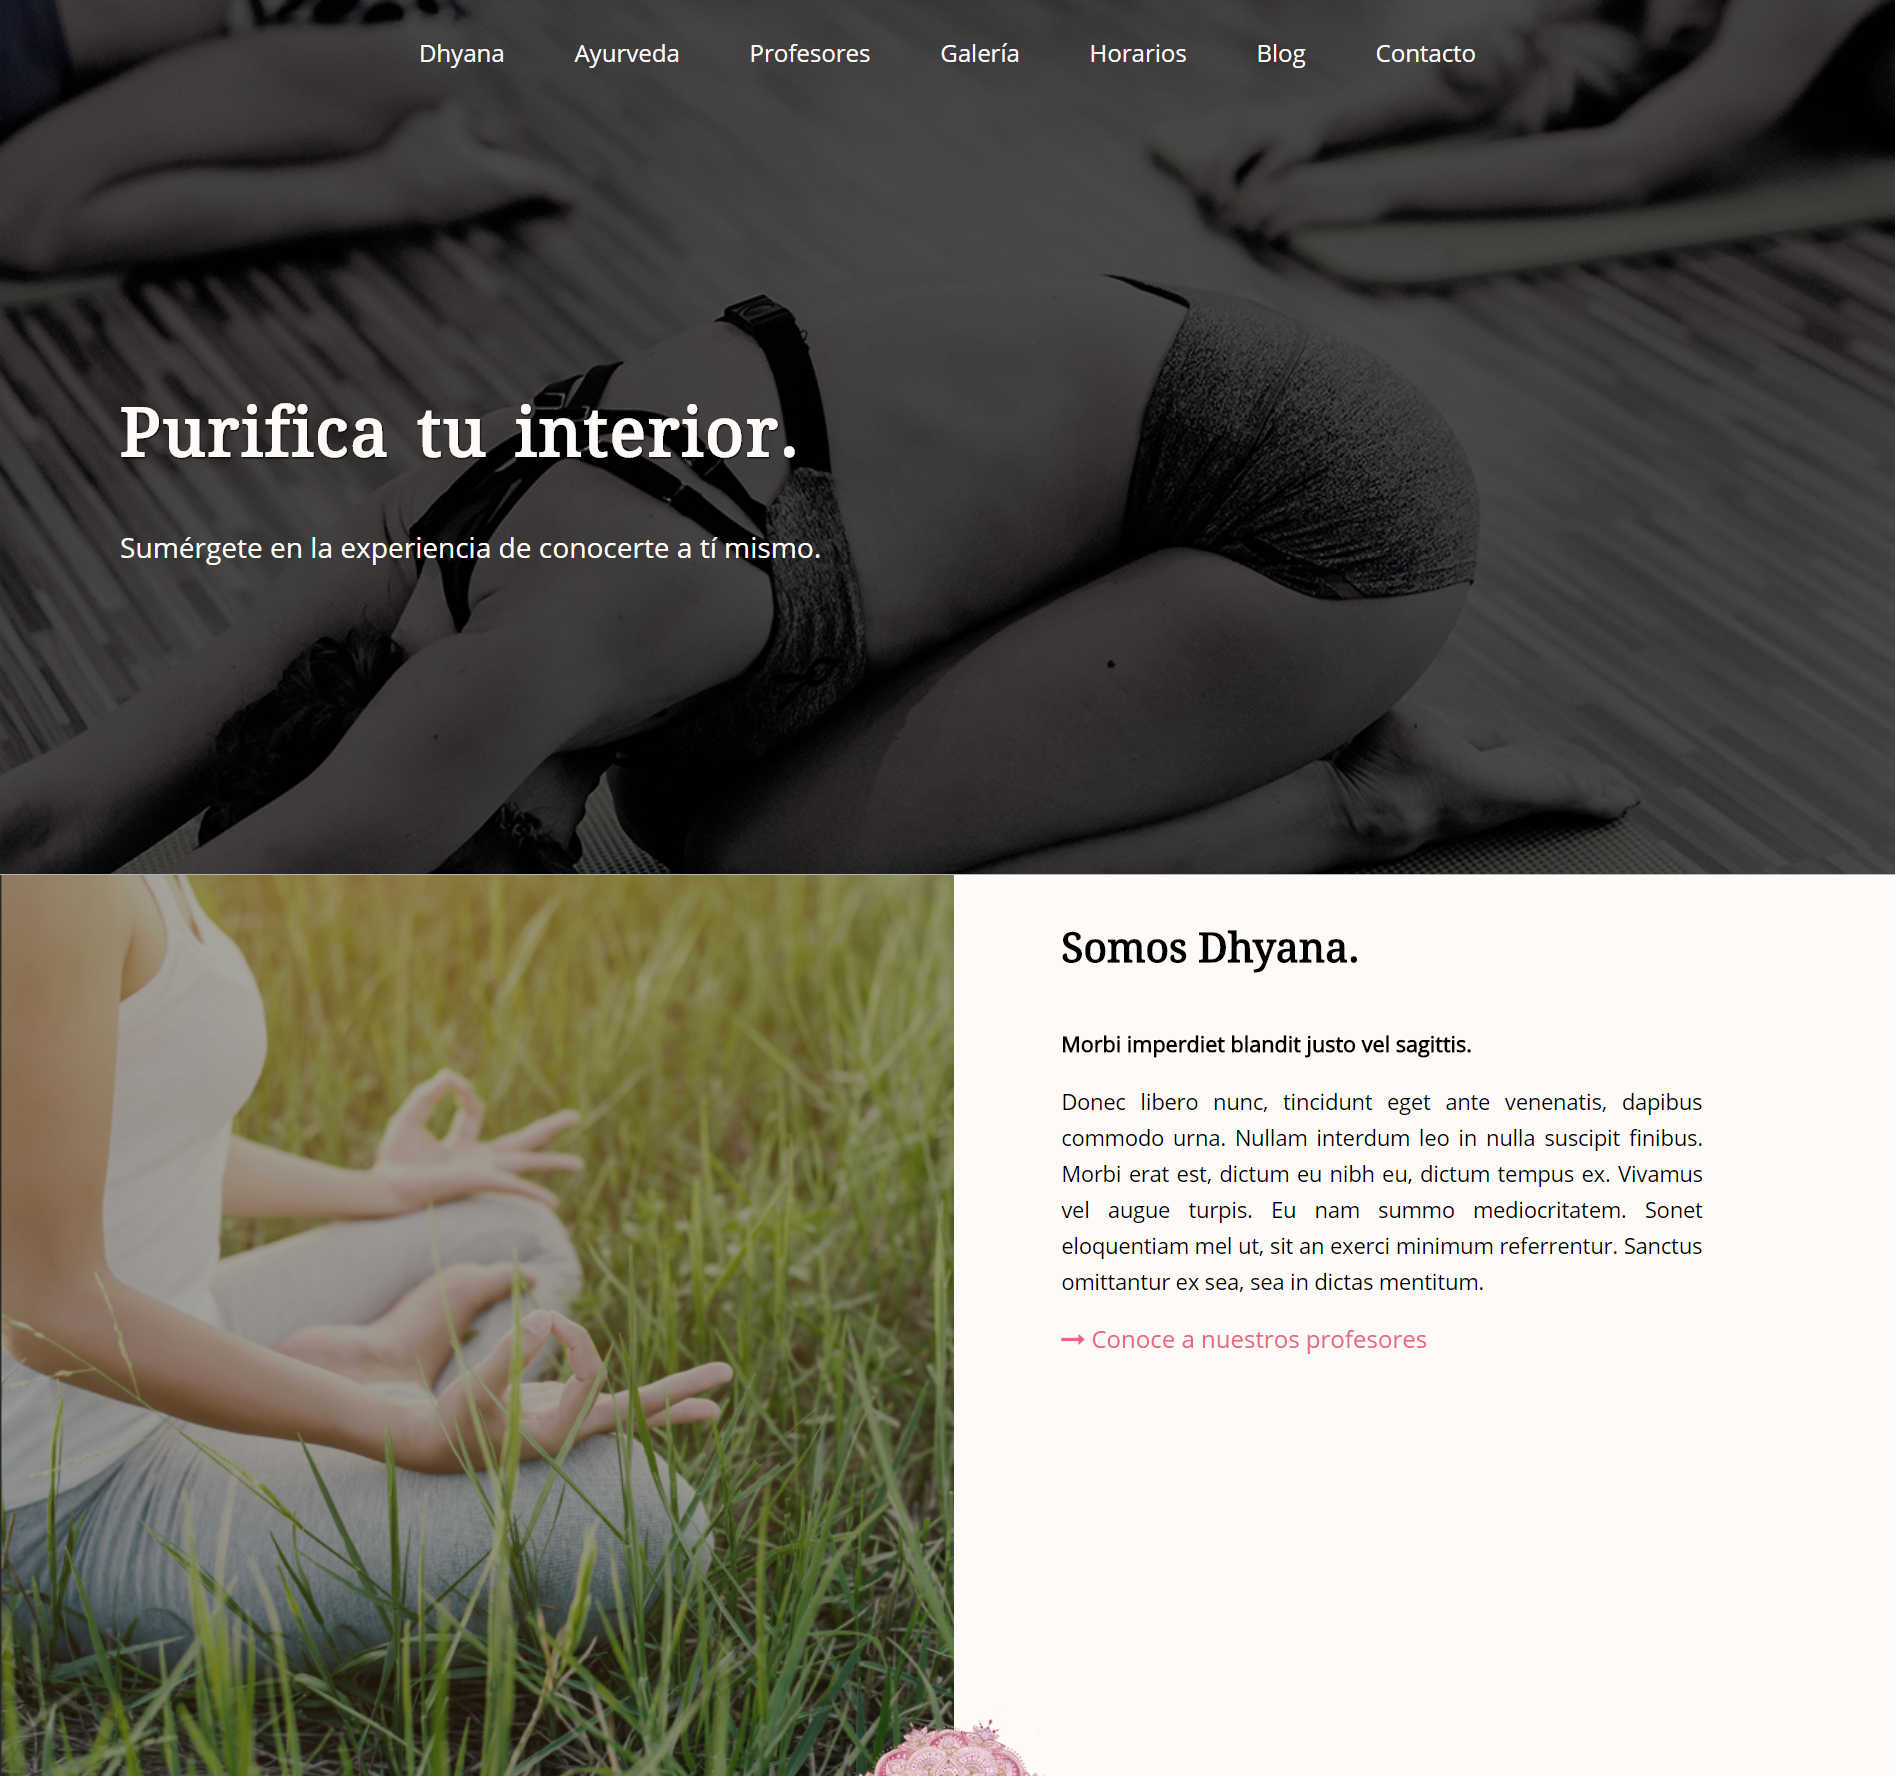 Dhyana Ayurveda Profesores Galería Horarios Blog Contacto
Purifica tu interior.
Sumérgete en la experiencia de conocerte a tí mismo.
Somos Dhyana.
Morbi imperdiet blandit justo vel sagittis.
Donec libero nunc, tincidunt eget ante venenatis, dapibus
commodo urna. Nullam interdum leo in nulla suscipit finibus.
Morbi erat est, dictum eu nibh eu, dictum tempus ex. Vivamus
vel augue turpis. Eu nam summo mediocritatem. Sonet
eloquentiam mel ut, sit an exerci minimum referrentur. Sanctus
omittantur ex sea, sea in dictas mentitum.
Conoce a nuestros profesores